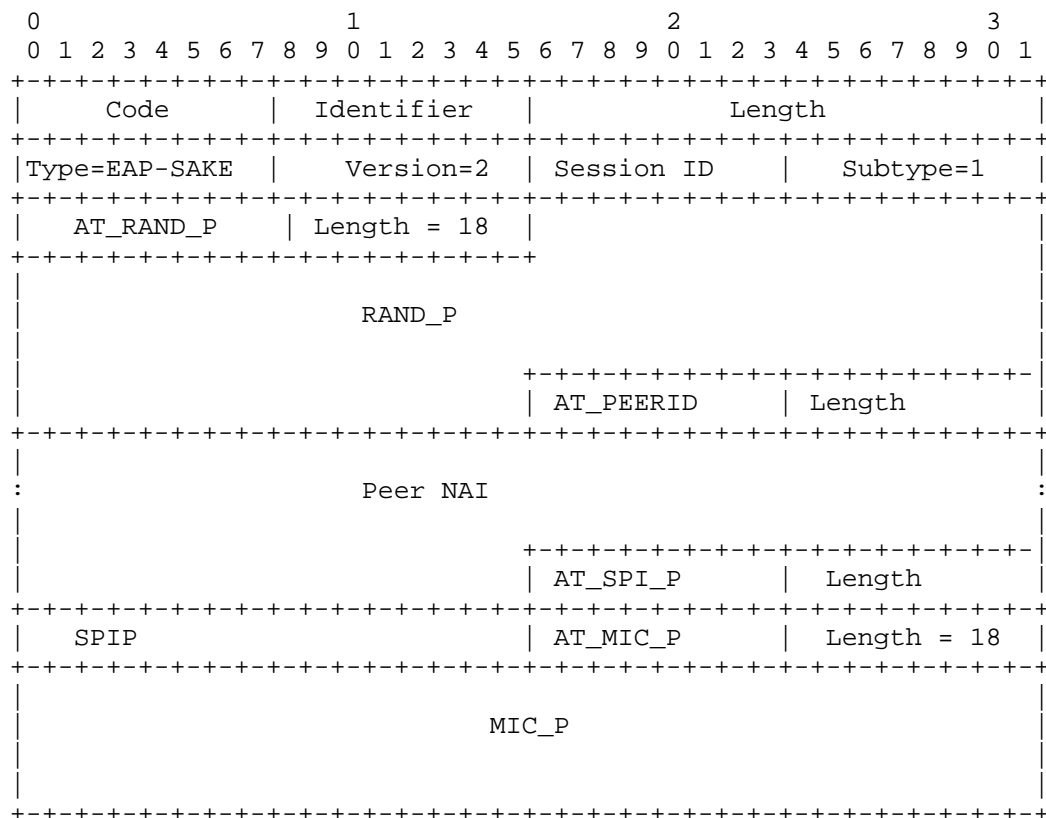 0                   1                   2                   3
 0 1 2 3 4 5 6 7 8 9 0 1 2 3 4 5 6 7 8 9 0 1 2 3 4 5 6 7 8 9 0 1
+-+-+-+-+-+-+-+-+-+-+-+-+-+-+-+-+-+-+-+-+-+-+-+-+-+-+-+-+-+-+-+-+
|     Code      |  Identifier   |            Length             |
+-+-+-+-+-+-+-+-+-+-+-+-+-+-+-+-+-+-+-+-+-+-+-+-+-+-+-+-+-+-+-+-+
|Type=EAP-SAKE  |    Version=2  | Session ID    |   Subtype=1   |
+-+-+-+-+-+-+-+-+-+-+-+-+-+-+-+-+-+-+-+-+-+-+-+-+-+-+-+-+-+-+-+-+
|   AT_RAND_P    | Length = 18  |                               |
+-+-+-+-+-+-+-+-+-+-+-+-+-+-+-+-+                               |
|                                                               |
|                     RAND_P                                    |
|                                                               |
|                               +-+-+-+-+-+-+-+-+-+-+-+-+-+-+-+-|
|                               | AT_PEERID     | Length        |
+-+-+-+-+-+-+-+-+-+-+-+-+-+-+-+-+-+-+-+-+-+-+-+-+-+-+-+-+-+-+-+-+
|                                                               |
:                     Peer NAI                                  :
|                                                               |
|                               +-+-+-+-+-+-+-+-+-+-+-+-+-+-+-+-|
|                               | AT_SPI_P      |  Length       |
+-+-+-+-+-+-+-+-+-+-+-+-+-+-+-+-+-+-+-+-+-+-+-+-+-+-+-+-+-+-+-+-+
|   SPIP                        | AT_MIC_P      |  Length = 18  |
+-+-+-+-+-+-+-+-+-+-+-+-+-+-+-+-+-+-+-+-+-+-+-+-+-+-+-+-+-+-+-+-+
|                                                               |
|                             MIC_P                             |
|                                                               |
|                                                               |
+-+-+-+-+-+-+-+-+-+-+-+-+-+-+-+-+-+-+-+-+-+-+-+-+-+-+-+-+-+-+-+-+